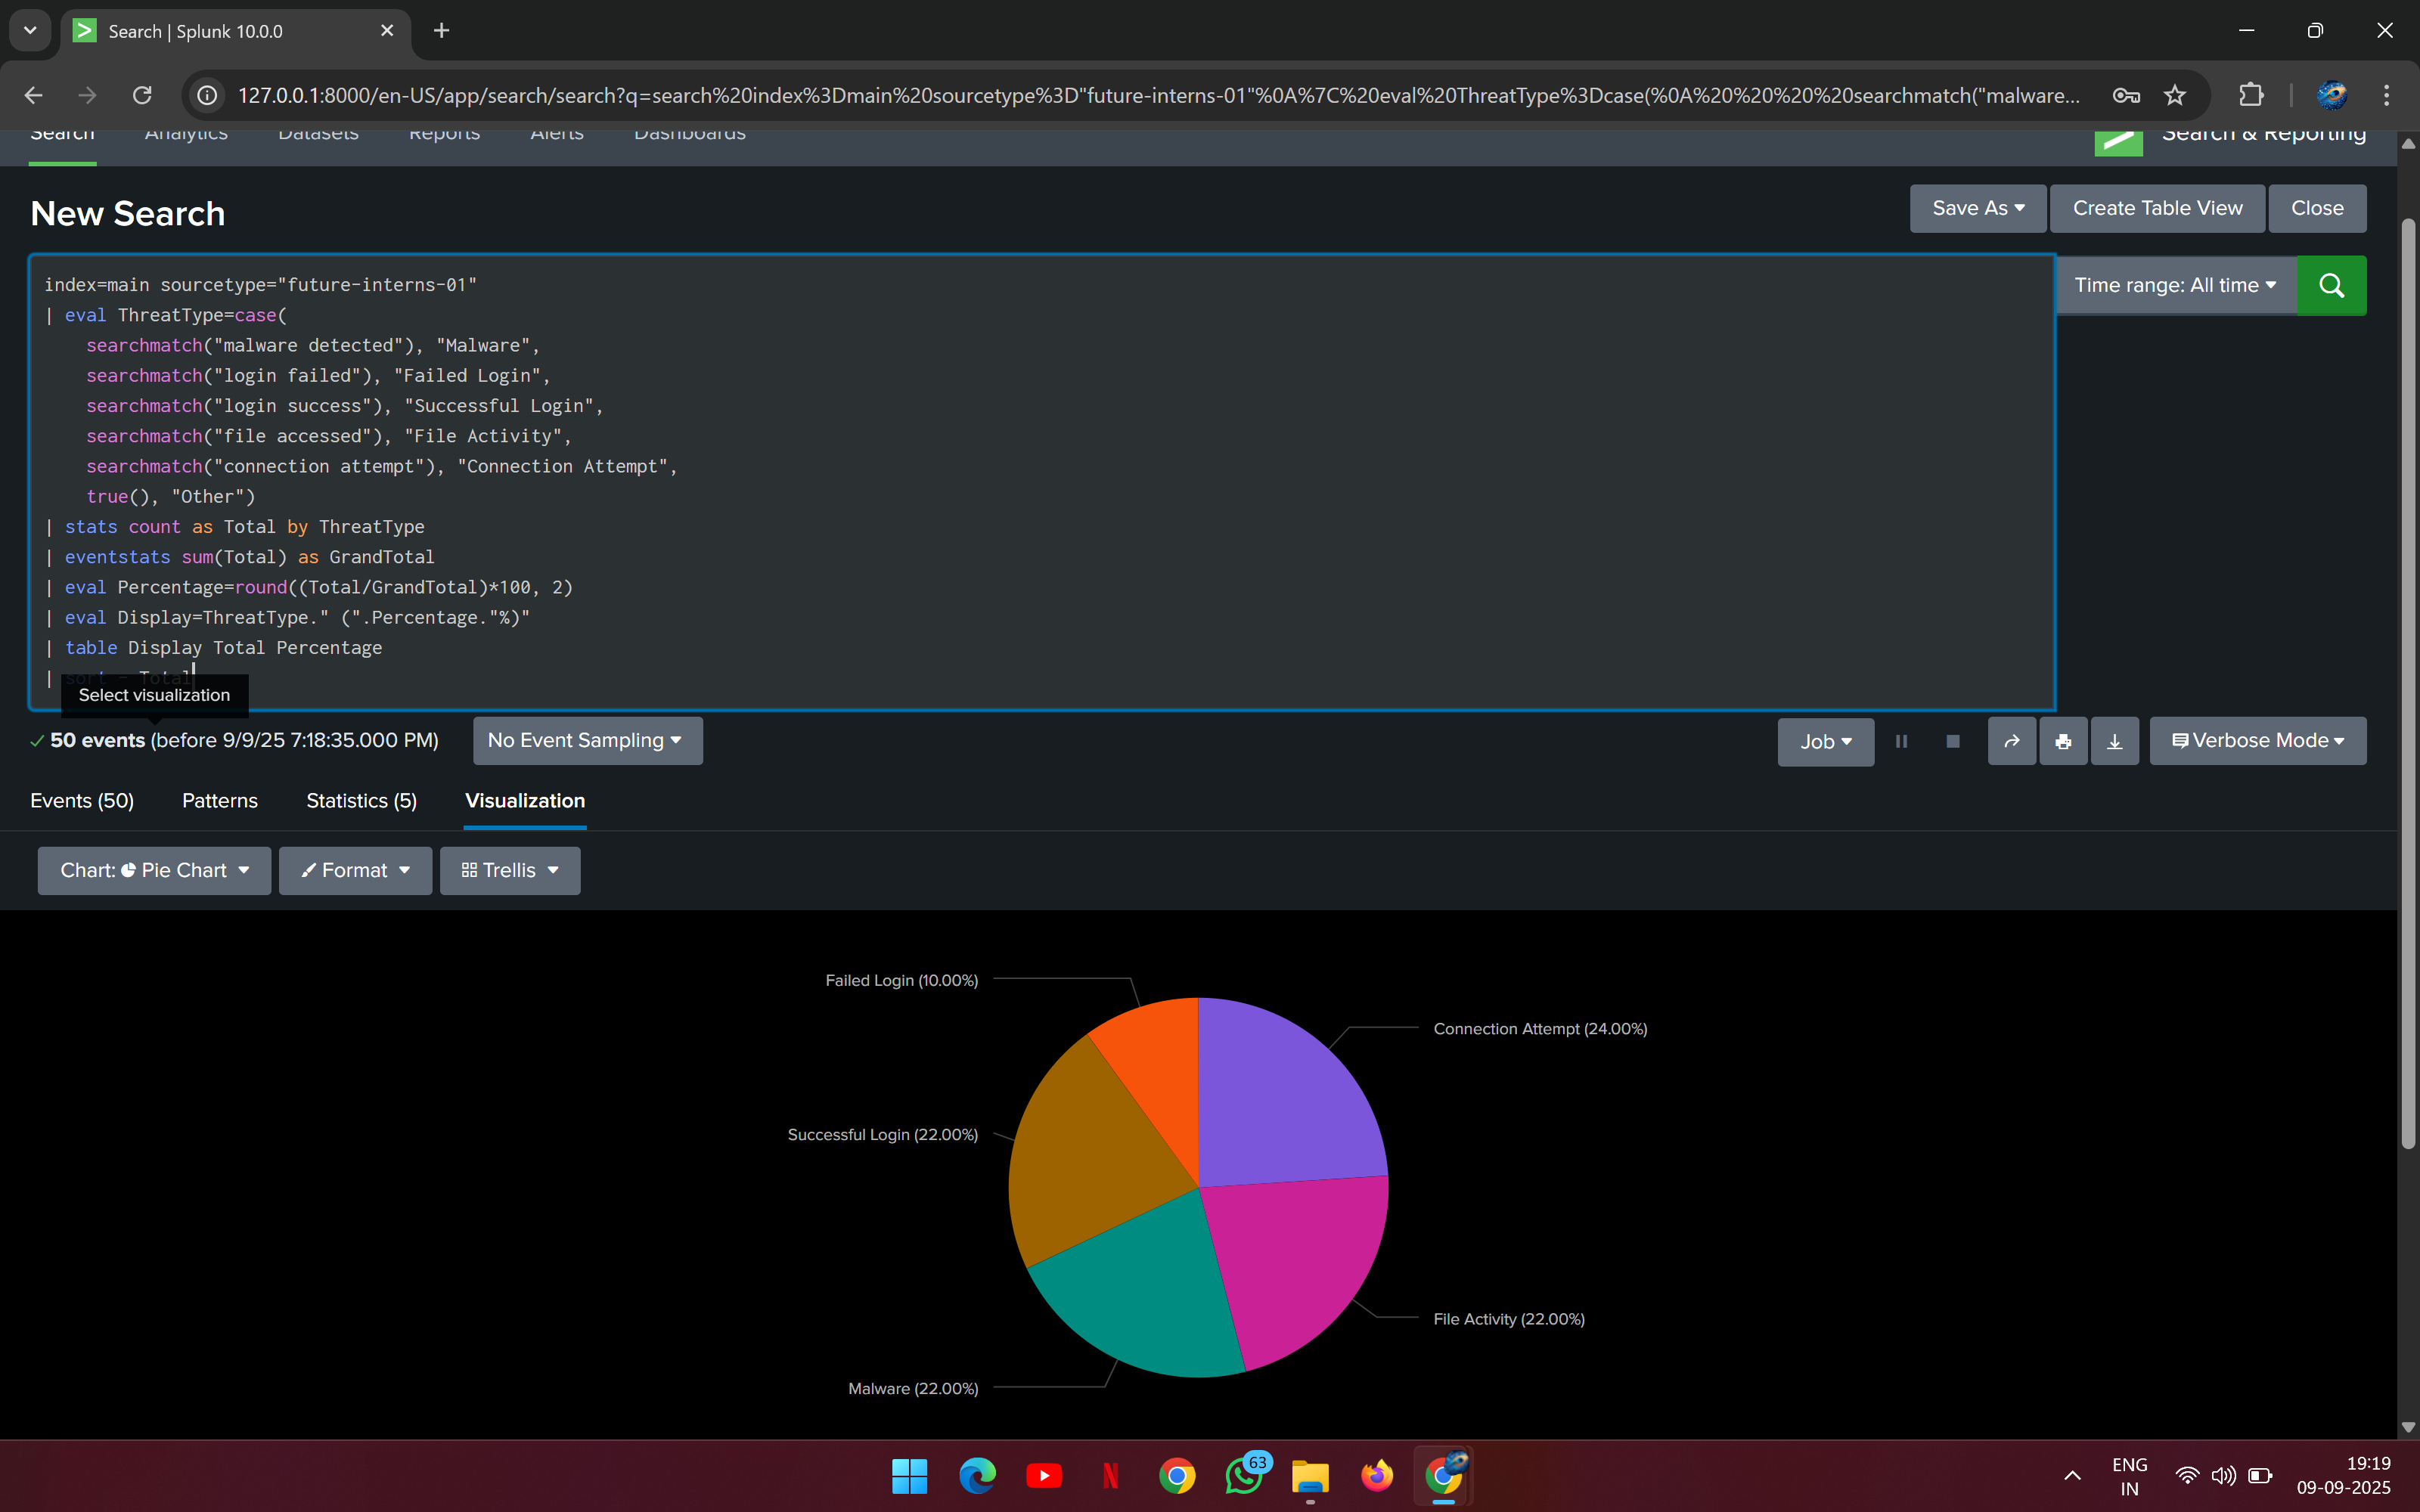 Search | Splunk 10.0.0
127.0.0.1:8000/en-US/app/search/search?q=search%20index%3Dmain%20sourcetype%3D"future-interns-01"%0A%7C%20eval%20ThreatType%3Dcase(%0A%20%20%20%20searchmatch("malware...
Search Analytics Datasets Reports Alerts Dashboards Search & Reporting
New Search
Save As Create Table View Close
index=main sourcetype="future-interns-01"
Time range: All time
| eval ThreatType=case(
searchmatch("malware detected"), "Malware",
searchmatch("login failed"), "Failed Login",
searchmatch("login success"), "Successful Login",
searchmatch("file accessed"), "File Activity",
searchmatch("connection attempt"), "Connection Attempt",
true(), "Other")
| stats count as Total by ThreatType
| eventstats sum(Total) as GrandTotal
| eval Percentage=round((Total/GrandTotal)*100, 2)
| eval Display=ThreatType." (".Percentage."%)"
| table Display Total Percentage
| sort - Total
Select visualization
50 events (before 9/9/25 7:18:35.000 PM) No Event Sampling Job Verbose Mode
Events (50) Patterns Statistics (5) Visualization
Chart: Pie Chart Format Trellis
Failed Login (10.00%)
Connection Attempt (24.00%)
Successful Login (22.00%)
File Activity (22.00%)
Malware (22.00%)
63
ENG
IN
19:19
09-09-2025